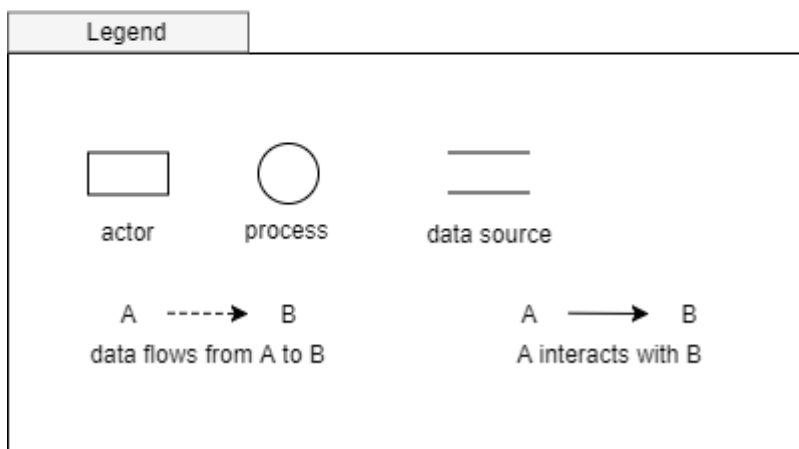 Legend
actor
process
data source
A B
A B
data flows from A to B
A interacts with B